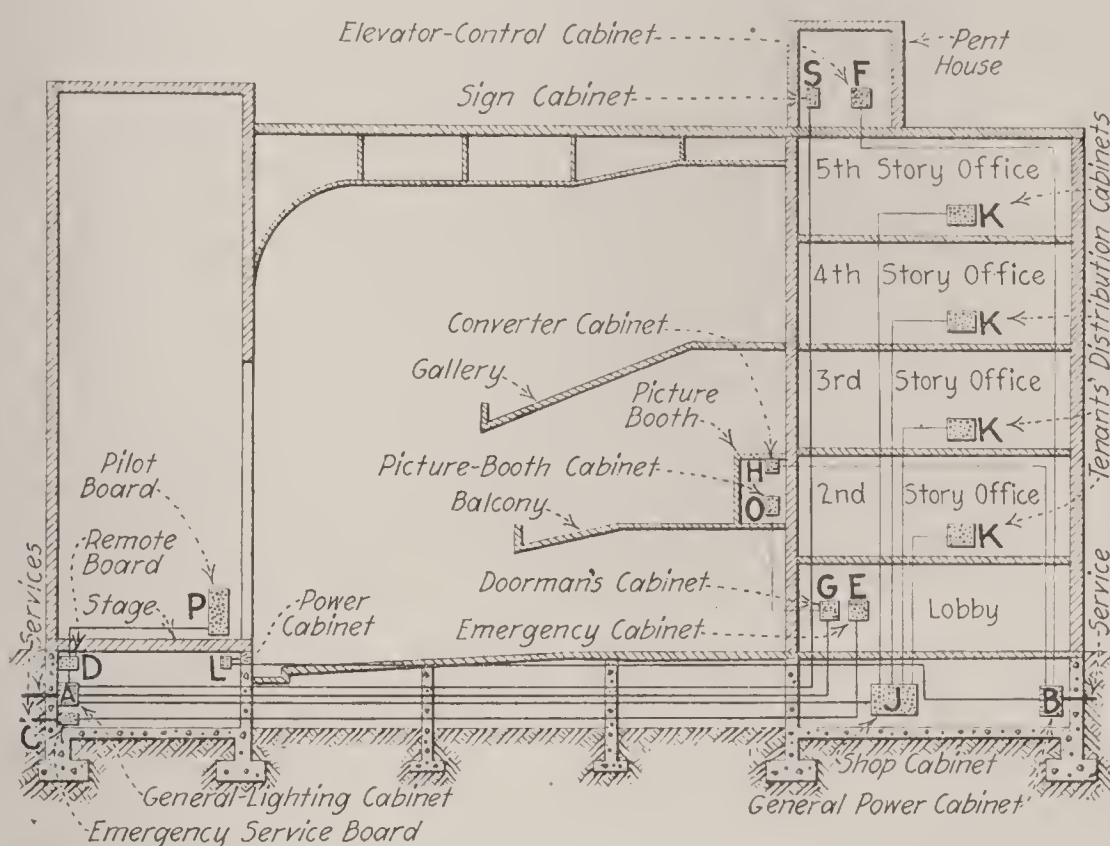 Elevator-Control Cabinet
Pent
House
S F
Sign Cabinet
5th Story Office
K
4th Story Office
Converter Cabinet
K
Gallery
Picture
Booth
3rd Story Office
K
Tenants' Distribution Cabinets
Pilot
Board
Picture-Booth Cabinet
H
O
2nd Story Office
Balcony
K
Remote
Board
Stage
Services
P
Power
Cabinet
Doorman's Cabinet
G E
Lobby
Emergency Cabinet
Service
D
L
A
J
B
C
Shop Cabinet
General-Lighting Cabinet
General Power Cabinet
Emergency Service Board